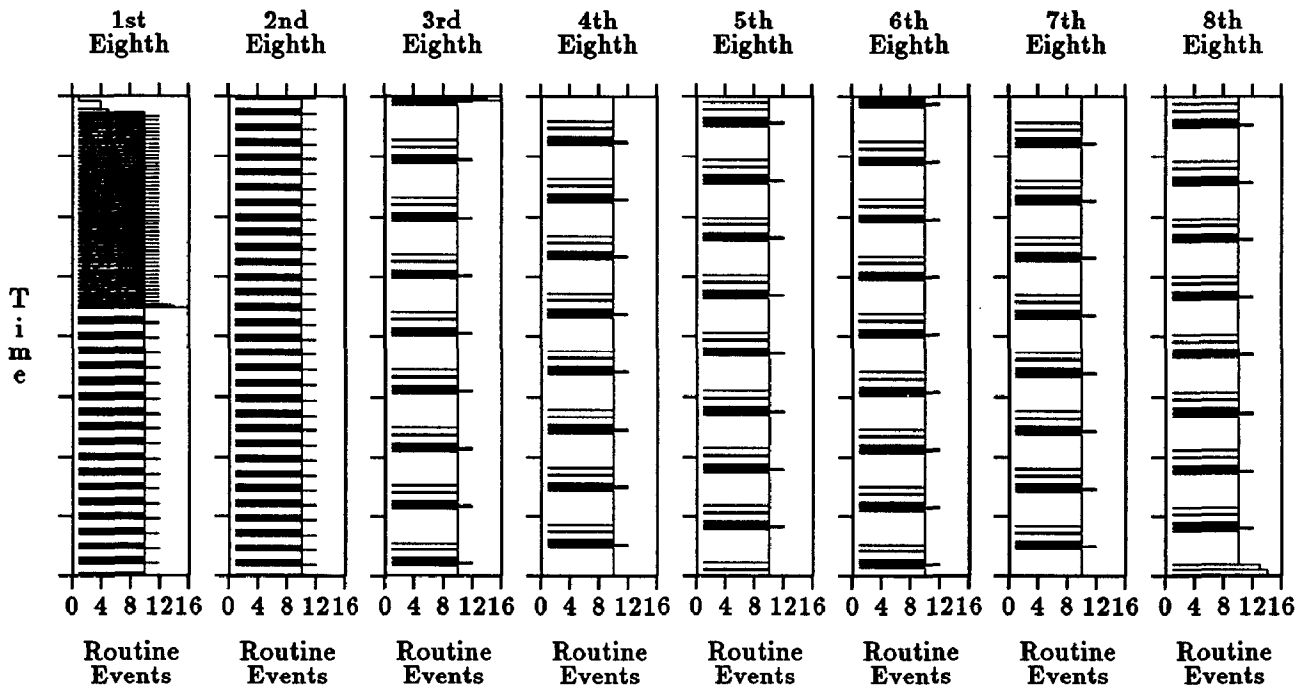 1st 2nd 3rd 4th 5th 6th 7th 8th
Eighth Eighth Eighth Eighth Eighth Eighth Eighth Eighth
T
i
m
e
0 4 8 1216 0 4 8 1216 0 4 8 1216 0 4 8 1216 0 4 8 1216 0 4 8 1216 0 4 8 1216 0 4 8 1216
Routine Routine Routine Routine Routine Routine Routine Routine
Events Events Events Events Events Events Events Events